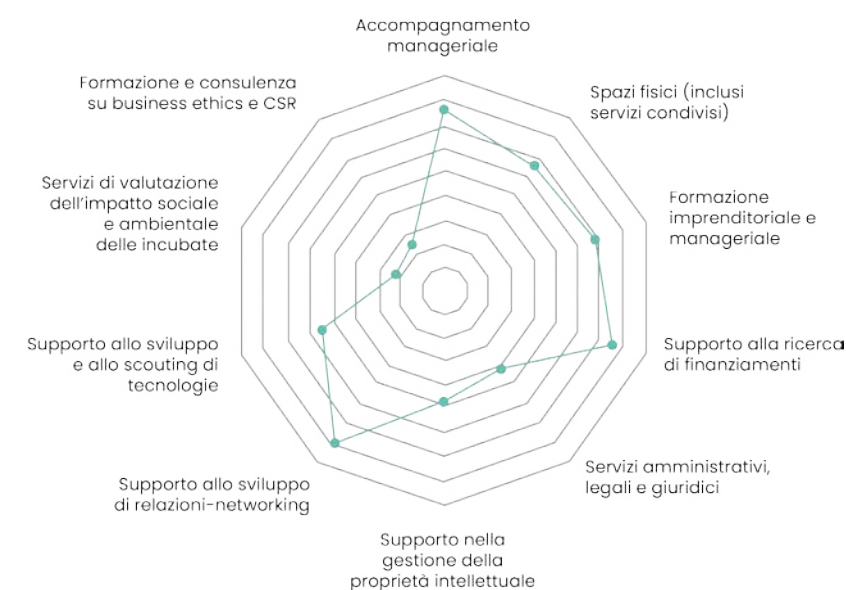 Accompagnamento
manageriale
Formazione e consulenza
su business ethics e CSR
Spazi fisici (inclusi
servizi condivisi)
Servizi di valutazione
dell'impatto sociale
e ambientale
delle incubate
Formazione
imprenditoriale e
manageriale
Supporto allo sviluppo
e allo scouting di
tecnologie
Supporto alla ricerca
di finanziamenti
Supporto allo sviluppo
di relazioni-networking
Servizi amministrativi,
legali e giuridici
Supporto nella
gestione della
proprietà intellettuale